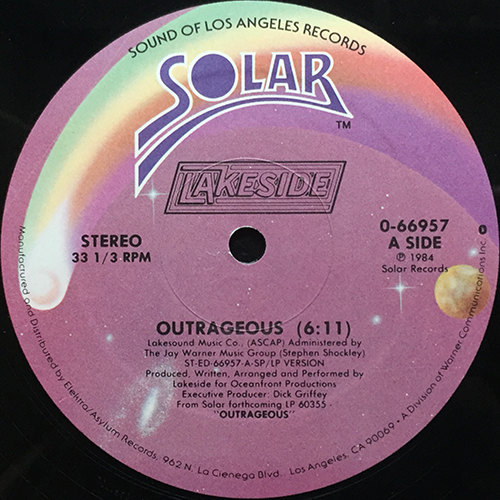 SOUND OF LOS ANGELES RECORDS
SOLAR
TM
LAKESIDE
STEREO
33 1/3 RPM
0-66957
A SIDE
℗ 1984
Solar Records
OUTRAGEOUS (6:11)
Lakesound Music Co., (ASCAP) Administered by
The Jay Warner Music Group (Stephen Shockley)
ST-ED-66957-A-SP/LP VERSION
Produced, Written, Arranged and Performed by
Lakeside for Oceanfront Productions
Executive Producer: Dick Griffey
From Solar forthcoming LP 60355 -
"OUTRAGEOUS"
Manufactured and Distributed by Elektra/Asylum Records, 962 N. La Cienega Blvd., Los Angeles, CA 90069 • A Division of Warner Communications Inc. O